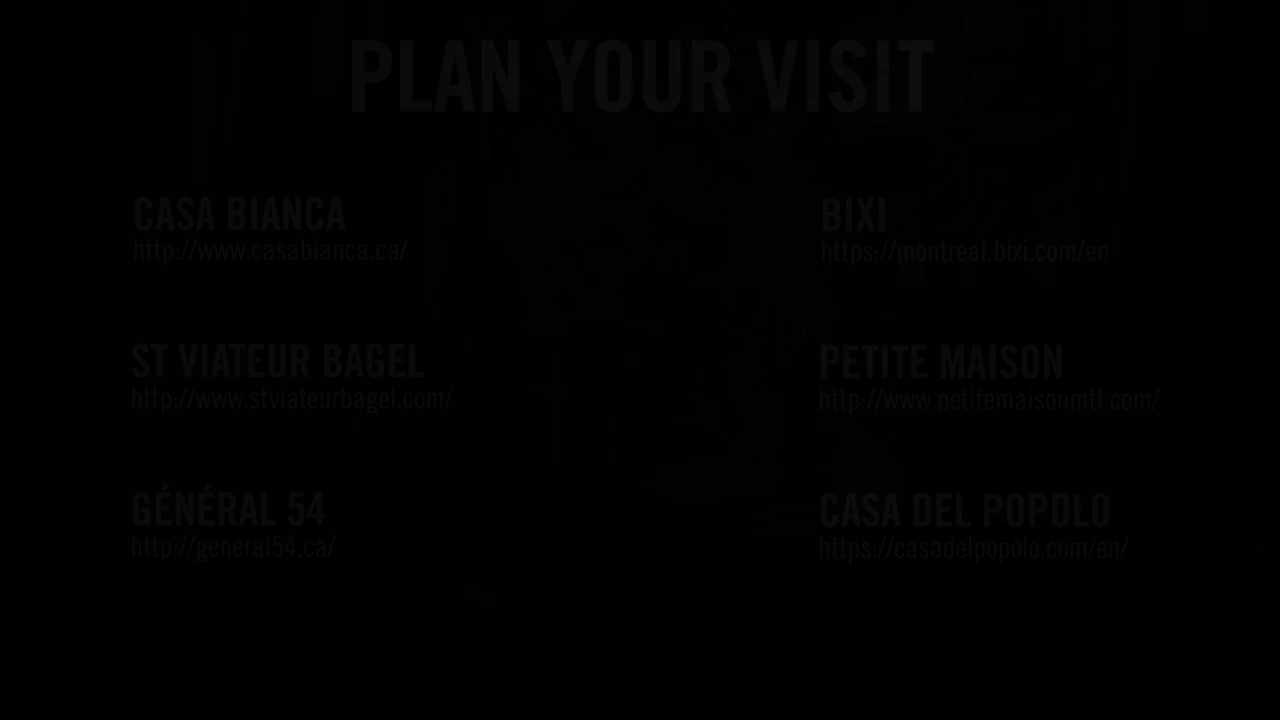 PLAN YOUR VISIT
CASA BIANCA
http://www.casabianca.ca/
ST VIATEUR BAGEL
http://www.stviateurbagel.com/
GÉNÉRAL 54
http://general54.ca/
BIXI
https://montreal.bixi.com/en
PETITE MAISON
http://www.petitemaisonmtl.com/
CASA DEL POPOLO
https://casadelpopolo.com/en/